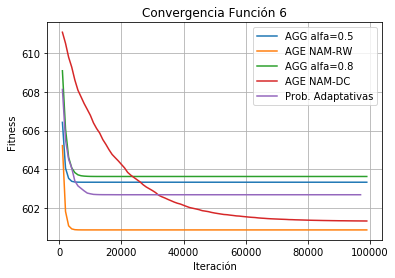 Convergencia Función 6
Fitness
610
608
606
604
602
AGG alfa=0.5
AGE NAM-RW
AGG alfa=0.8
AGE NAM-DC
Prob. Adaptativas
0
20000
40000
60000
80000
100000
Iteración